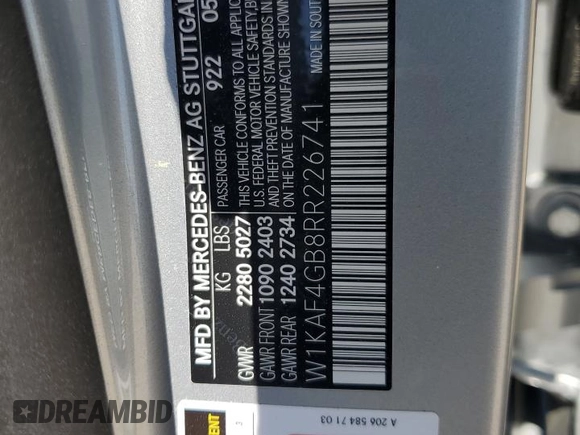 MFD BY MERCEDES-BENZ AG STUTTGA
KG LBS PASSENGER CAR 922 05
GWR 2280 5027 THIS VEHICLE CONFORMS TO ALL APPLIC
GAWR FRONT 1090 2403 U.S. FEDERAL MOTOR VEHICLE SAFETY, B
GAWR REAR 1240 2734 AND THEFT PREVENTION STANDARDS IN
ON THE DATE OF MANUFACTURE SHOWN
W1KAF4GB8RR226741 MADE IN SOUT
A 206 584 71 03
DREAMBID